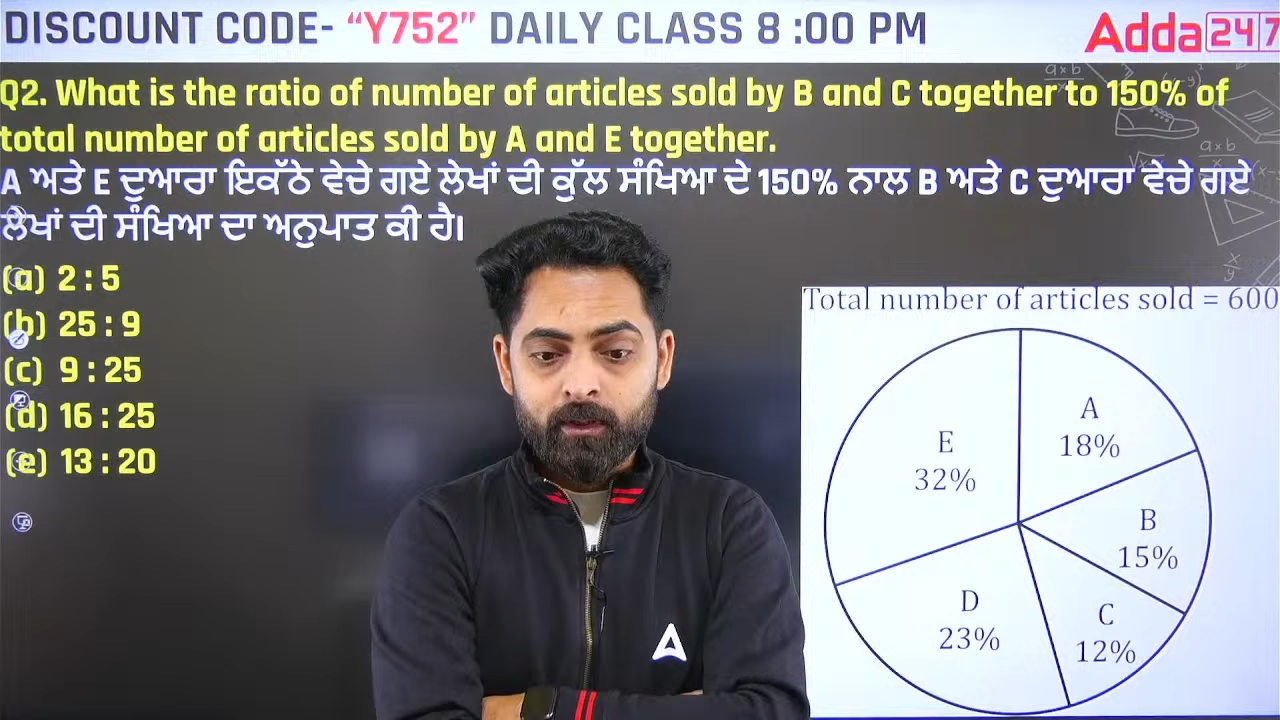 DISCOUNT CODE- “Y752” DAILY CLASS 8 :00 PM
Adda247
Q2. What is the ratio of number of articles sold by B and C together to 150% of
total number of articles sold by A and E together.
A ਅਤੇ E ਦੁਆਰਾ ਇਕੱਠੇ ਵੇਚੇ ਗਏ ਲੇਖਾਂ ਦੀ ਕੁੱਲ ਸੰਖਿਆ ਦੇ 150% ਨਾਲ B ਅਤੇ C ਦੁਆਰਾ ਵੇਚੇ ਗਏ
ਲੇਖਾਂ ਦੀ ਸੰਖਿਆ ਦਾ ਅਨੁਪਾਤ ਕੀ ਹੈ।
(a) 2 : 5
(b) 25 : 9
(c) 9 : 25
(d) 16 : 25
(e) 13 : 20
Total number of articles sold = 600
A
18%
E
32%
B
15%
D
23%
C
12%